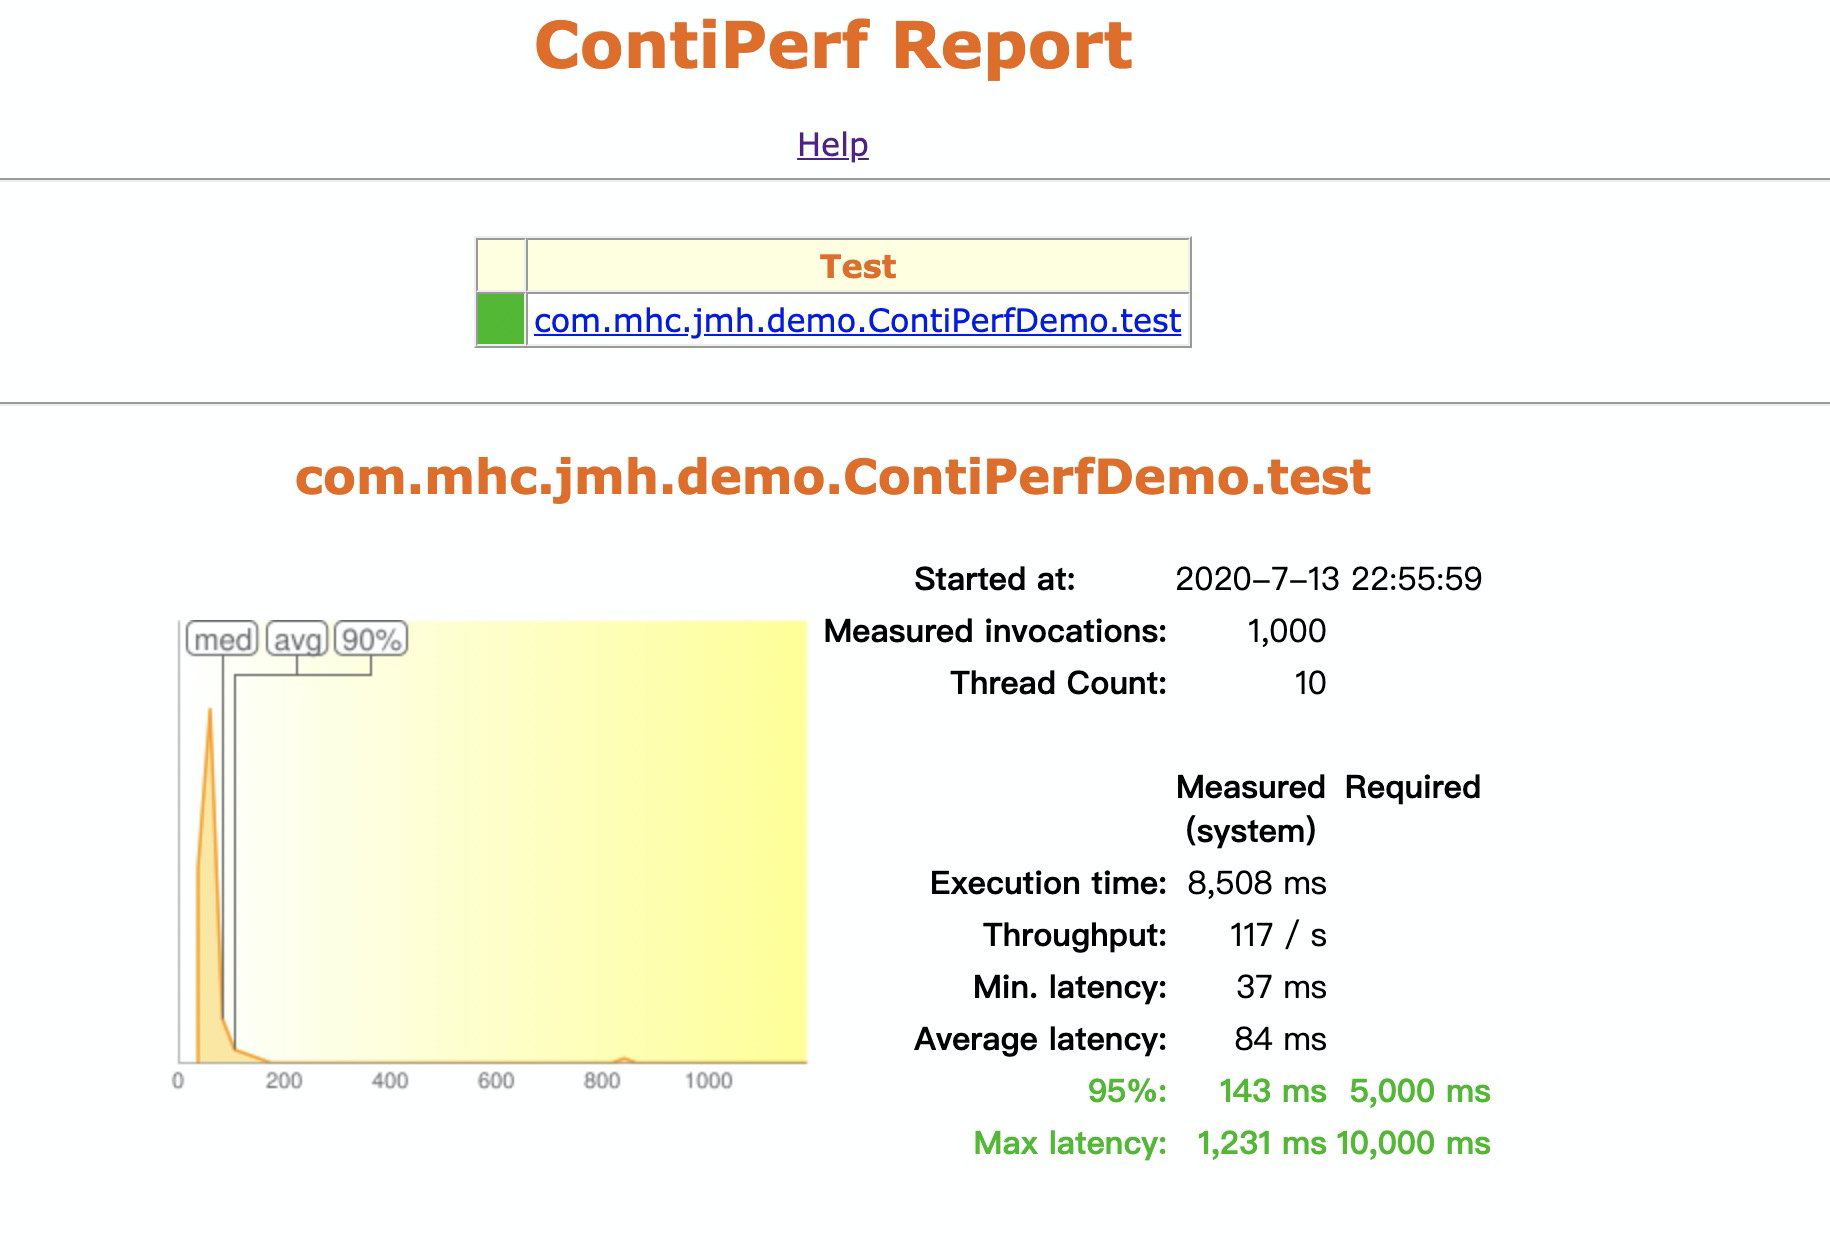 ContiPerf Report
Help
Test
com.mhc.jmh.demo.ContiPerfDemo.test
com.mhc.jmh.demo.ContiPerfDemo.test
med avg 90%
0 200 400 600 800 1000
Started at: 2020-7-13 22:55:59
Measured invocations: 1,000
Thread Count: 10
Measured Required
(system)
Execution time: 8,508 ms
Throughput: 117 / s
Min. latency: 37 ms
Average latency: 84 ms
95%: 143 ms 5,000 ms
Max latency: 1,231 ms 10,000 ms